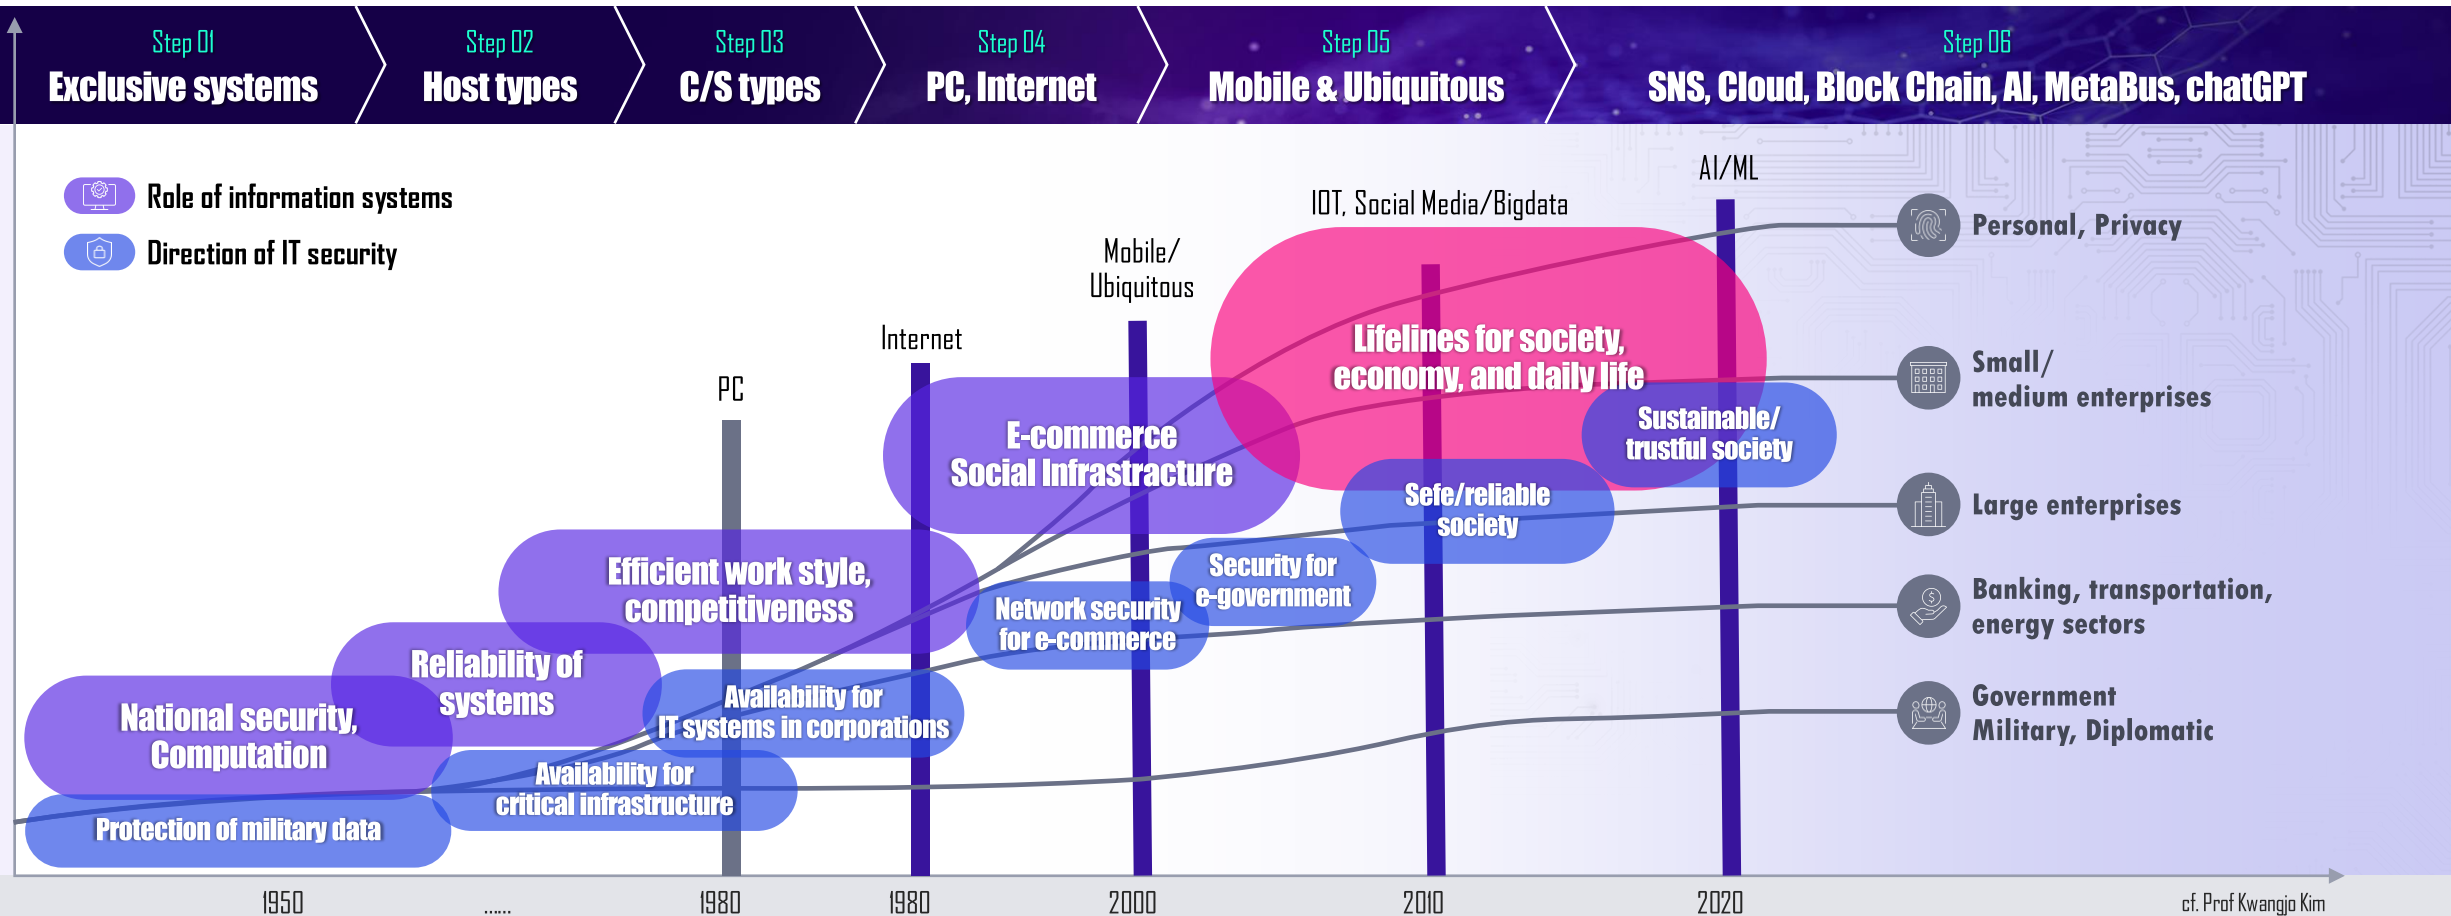 Step 01
Exclusive systems
Step 02
Host types
Step 03
C/S types
Step 04
PC, Internet
Step 05
Mobile & Ubiquitous
Step 06
SNS, Cloud, Block Chain, AI, MetaBus, chatGPT
Role of information systems
Direction of IT security
PC
Internet
Mobile/
Ubiquitous
IOT, Social Media/Bigdata
AI/ML
National security,
Computation
Reliability of
systems
Efficient work style,
competitiveness
E-commerce
Social Infrastracture
Lifelines for society,
economy, and daily life
Protection of military data
Availability for
critical infrastructure
Availability for
IT systems in corporations
Network security
for e-commerce
Security for
e-government
Sefe/reliable
society
Sustainable/
trustful society
Personal, Privacy
Small/
medium enterprises
Large enterprises
Banking, transportation,
energy sectors
Government
Military, Diplomatic
1950
......
1980
1980
2000
2010
2020
cf. Prof Kwangjo Kim